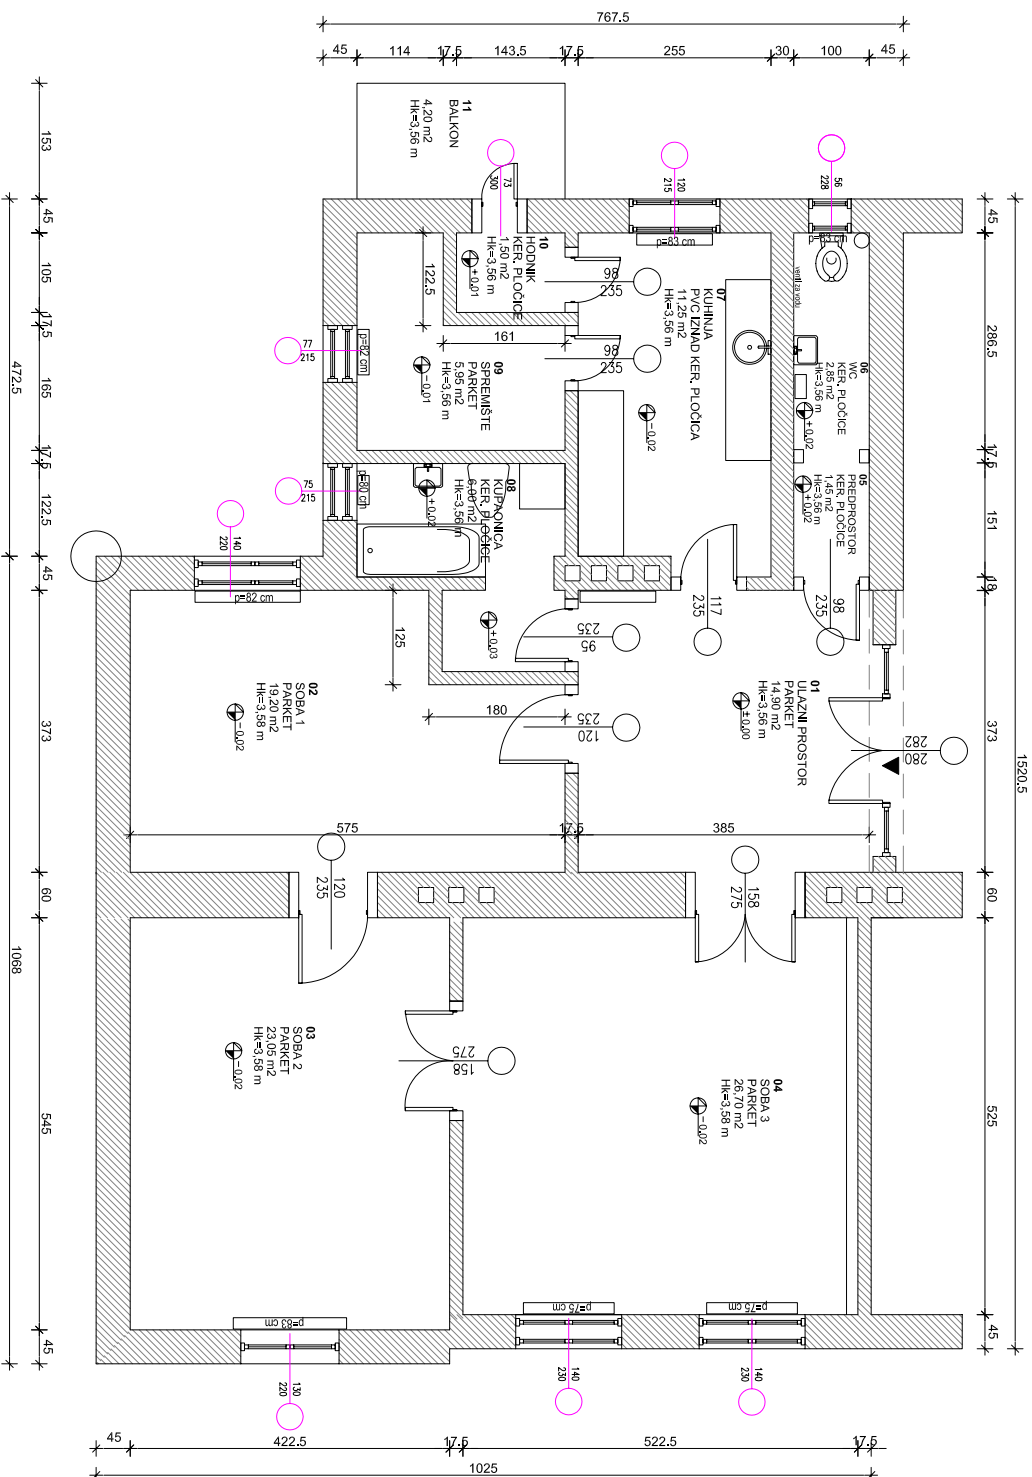 767.5
45
114
17.5
143.5
17.5
255
30
100
45
11
BALKON
4,20 m2
Hk=3,56 m
73
300
120
215
56
228
p=83 cm
p=83 cm
10
HODNIK
KER. PLOČICE
1,50 m2
Hk=3,56 m
+0.01
122.5
161
98
235
98
235
07
KUHINJA
PVC IZNAD KER. PLOČICA
11,25 m2
Hk=3,56 m
-0.02
ventil za vodu
06
WC
KER. PLOČICE
2,85 m2
Hk=3,56 m
+0.02
05
PREDPROSTOR
KER. PLOČICE
1,45 m2
Hk=3,56 m
+0.02
09
SPREMIŠTE
PARKET
5,95 m2
Hk=3,56 m
-0.01
77
215
p=82 cm
75
215
p=80 cm
08
KUPAONICA
KER. PLOČICE
6,00 m2
Hk=3,56 m
+0.02
+0.03
140
220
p=82 cm
125
180
95
235
120
235
117
235
98
235
01
ULAZNI PROSTOR
PARKET
14,90 m2
Hk=3,56 m
±0.00
280
282
02
SOBA 1
PARKET
19,20 m2
Hk=3,58 m
-0.02
575
17.5
385
120
235
158
275
03
SOBA 2
PARKET
23,05 m2
Hk=3,58 m
-0.02
158
275
04
SOBA 3
PARKET
26,70 m2
Hk=3,58 m
-0.02
p=83 cm
p=75 cm
p=75 cm
130
220
140
230
140
230
153
45
105
17.5
165
17.5
122.5
45
373
60
545
45
472.5
1068
45
286.5
17.5
151
18
373
60
525
45
1520.5
45
422.5
17.5
522.5
17.5
1025